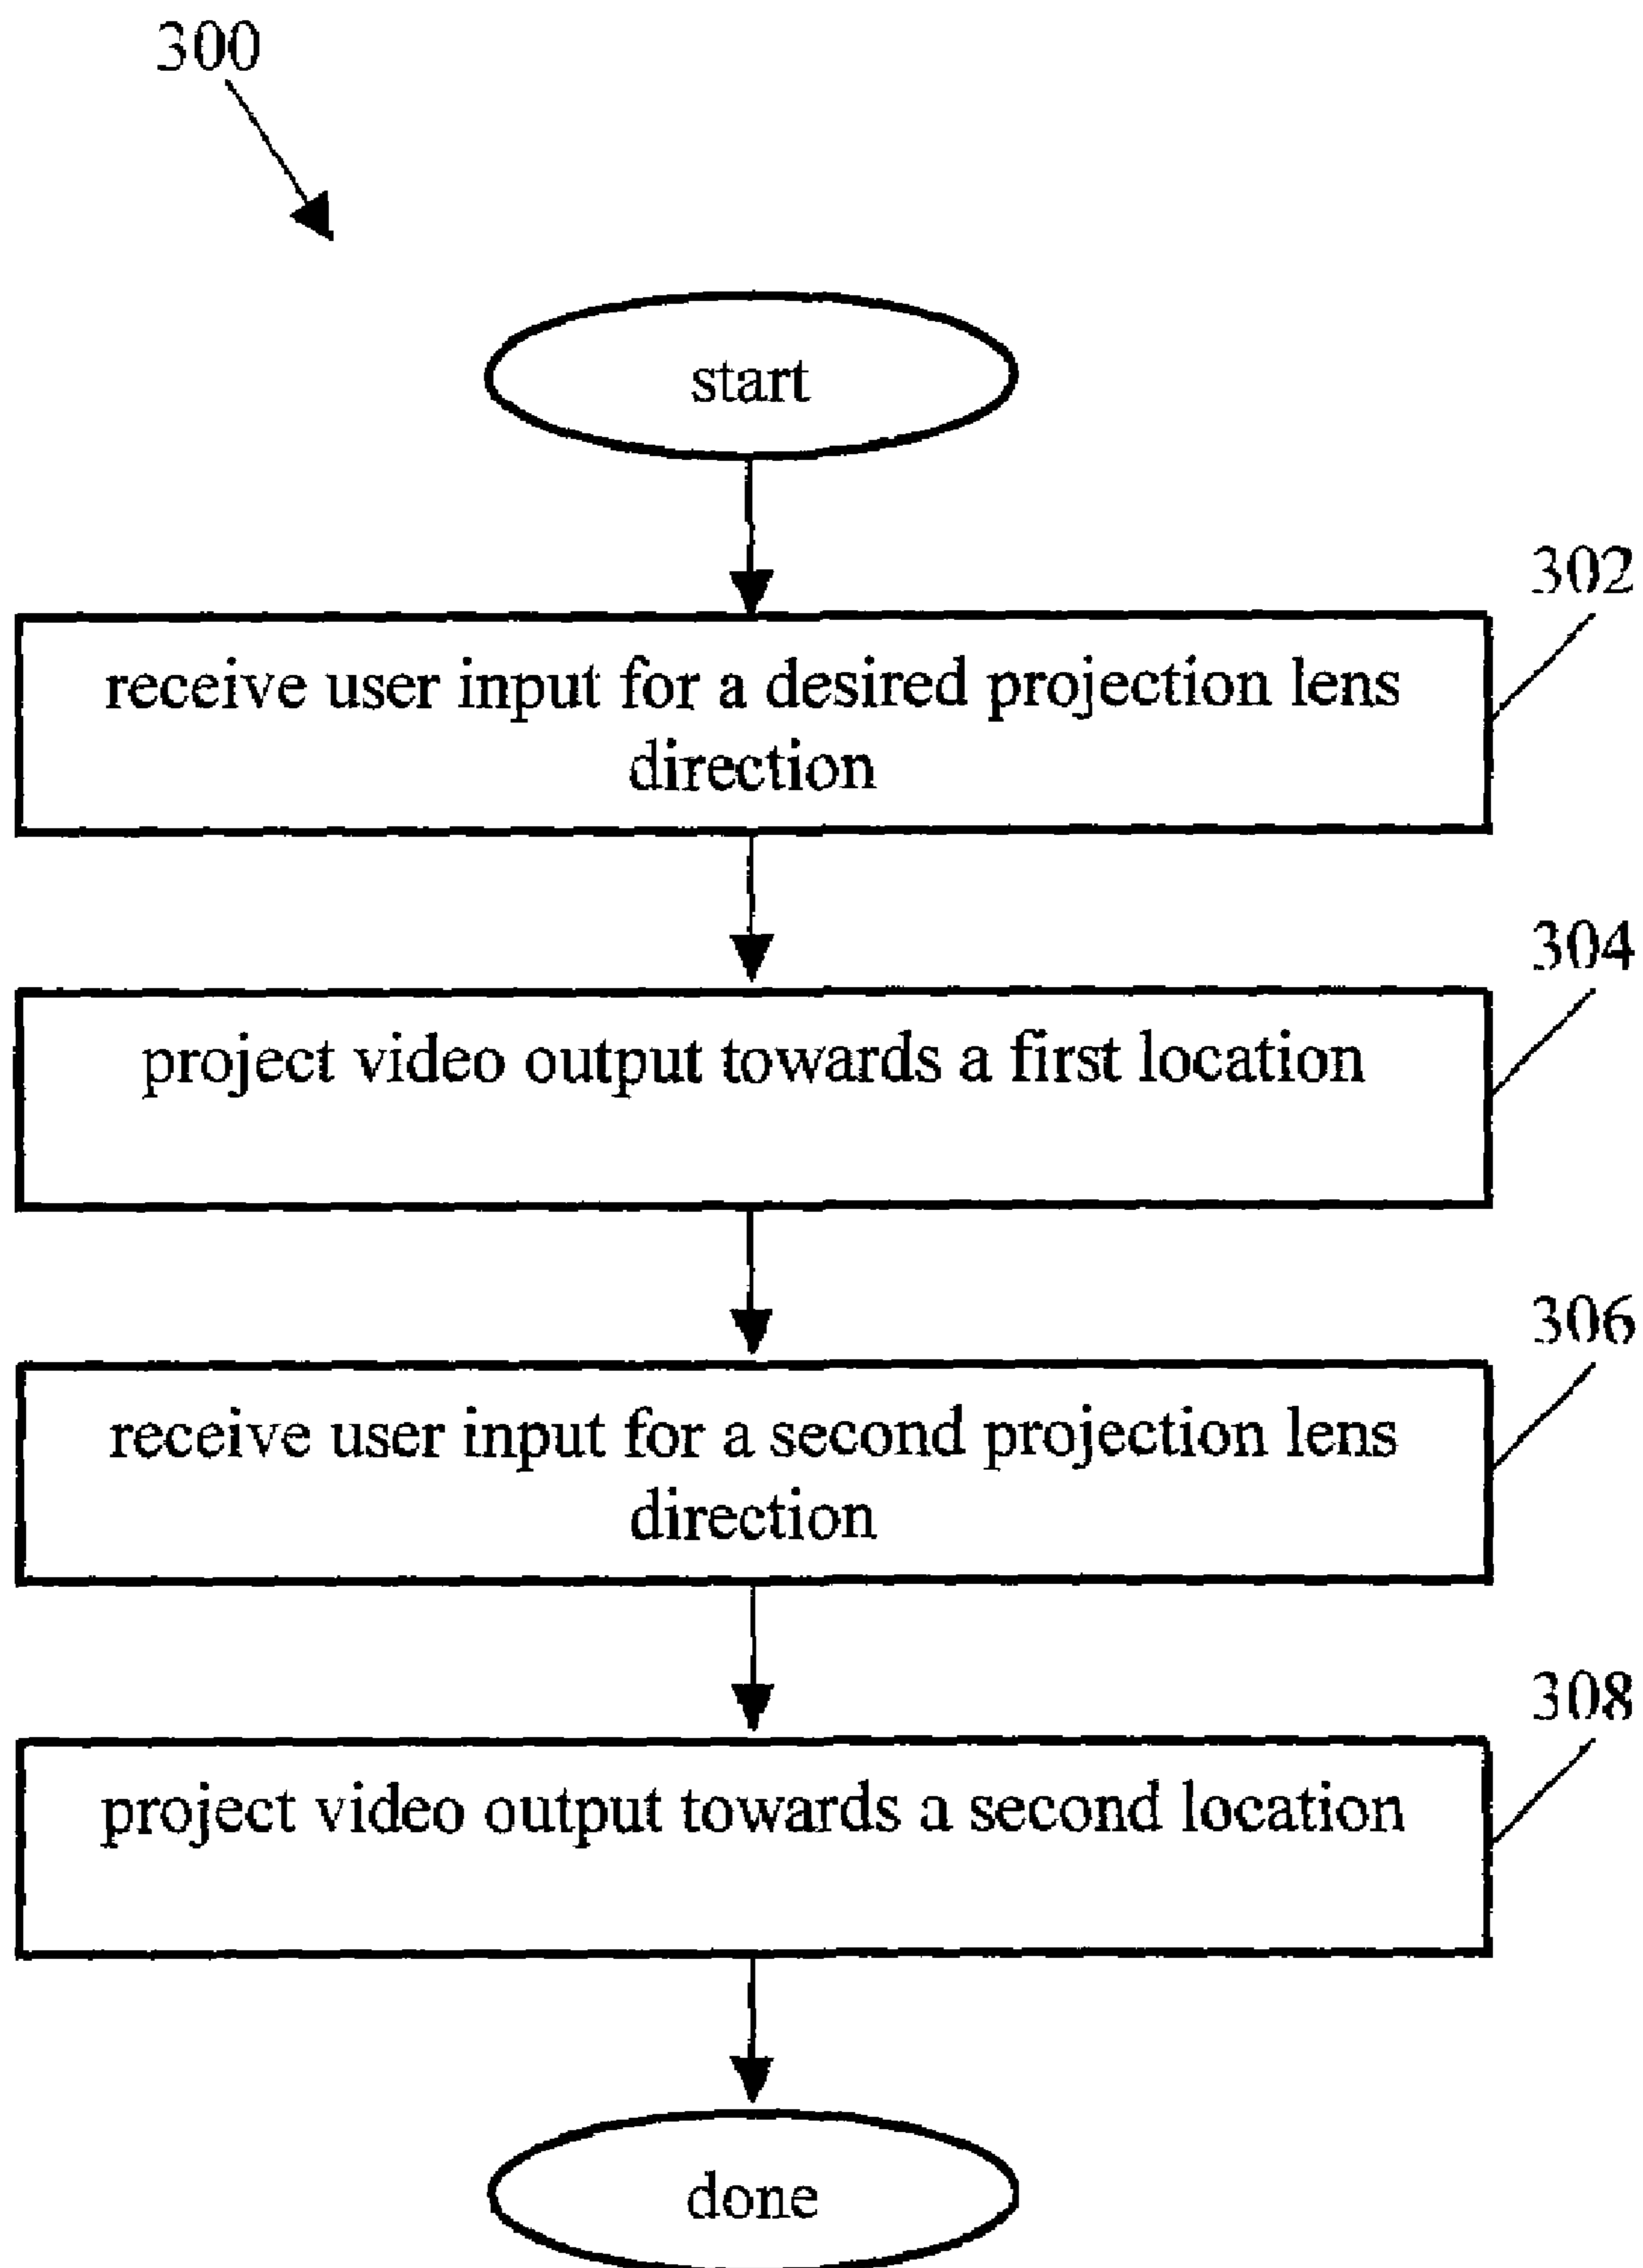 300
start
302
receive user input for a desired projection lens
direction
304
project video output towards a first location
306
receive user input for a second projection lens
direction
308
project video output towards a second location
done